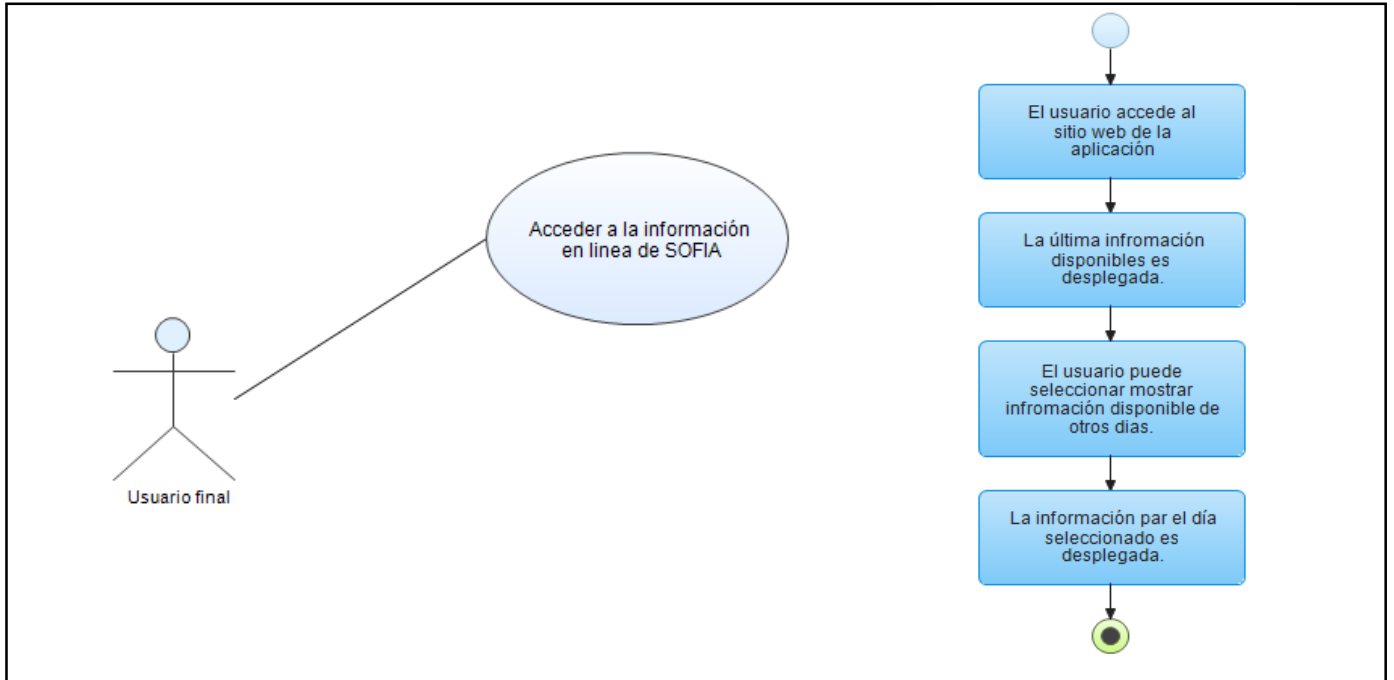 Acceder a la información
en linea de SOFIA
Usuario final
El usuario accede al
sitio web de la
aplicación
La última infromación
disponibles es
desplegada.
El usuario puede
seleccionar mostrar
infromación disponible de
otros dias.
La información par el día
seleccionado es
desplegada.